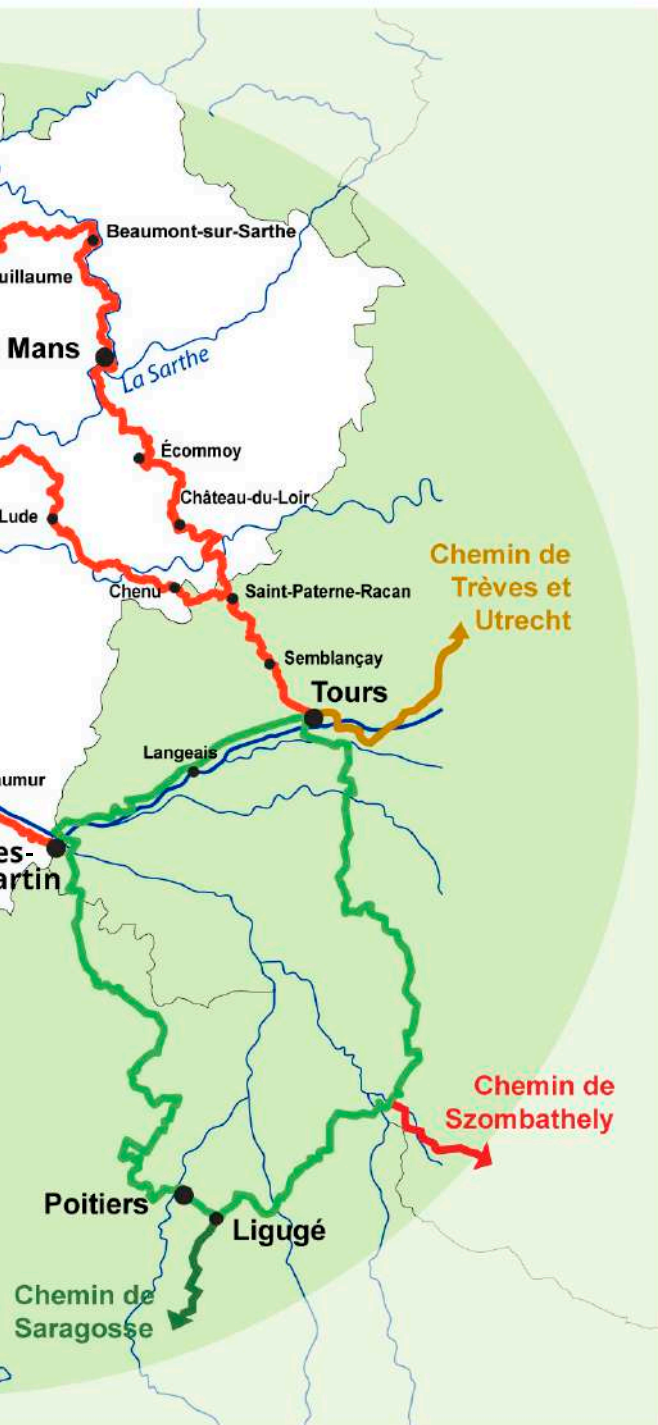 Beaumont-sur-Sarthe
uillaume
Mans
La Sarthe
Écommoy
Château-du-Loir
Lude
Chemin de
Trèves et
Utrecht
Chenu
Saint-Paterne-Racan
Semblançay
Tours
Langeais
aumur
es-
artin
Chemin de
Szombathely
Poitiers
Ligugé
Chemin de
Saragosse